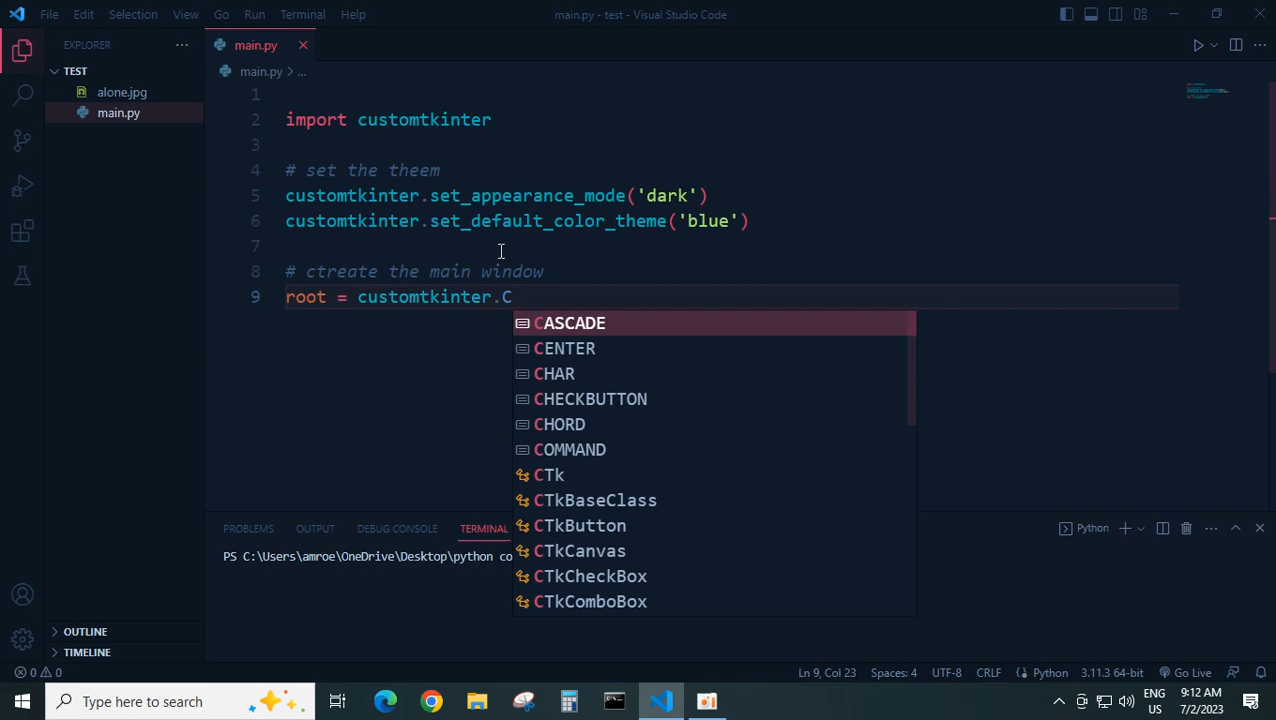 File Edit Selection View Go Run Terminal Help
main.py - test - Visual Studio Code
EXPLORER ···
main.py ×
TEST
alone.jpg
main.py
main.py > ...
1
2 import customtkinter
3
4 # set the theem
5 customtkinter.set_appearance_mode('dark')
6 customtkinter.set_default_color_theme('blue')
7
8 # ctreate the main window
9 root = customtkinter.C
CASCADE
CENTER
CHAR
CHECKBUTTON
CHORD
COMMAND
CTk
CTkBaseClass
CTkButton
CTkCanvas
CTkCheckBox
CTkComboBox
PROBLEMS OUTPUT DEBUG CONSOLE TERMINAL
Python
PS C:\Users\amroe\OneDrive\Desktop\python co
OUTLINE
TIMELINE
0 0
Ln 9, Col 23 Spaces: 4 UTF-8 CRLF Python 3.11.3 64-bit Go Live
Type here to search
ENG
US
9:12 AM
7/2/2023